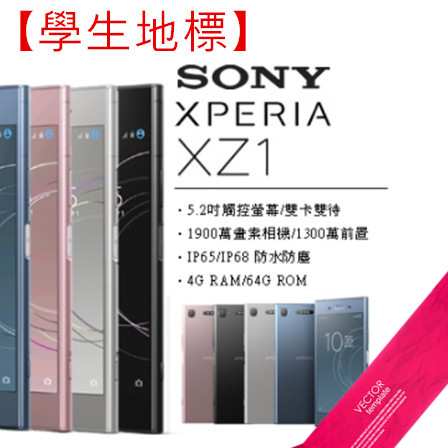 【學生地標】
SONY
XPERIA
XZ1
· 5.2吋觸控螢幕/雙卡雙待
· 1900萬畫素相機/1300萬前置
· IP65/IP68 防水防塵
· 4G RAM/64G ROM
VECTOR
template